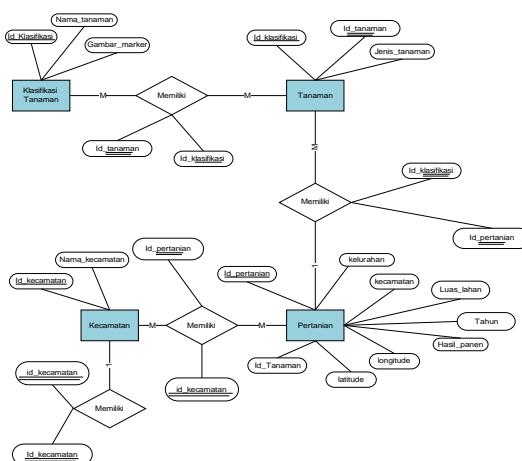 Nama_tanaman
Id_Klasifikasi
Gambar_marker
Klasifikasi
Tanaman
M
Memiliki
M
Id_tanaman
Id_klasifikasi
Id_klasifikasi
Id_tanaman
Jenis_tanaman
Tanaman
M
Memiliki
Id_klasifikasi
Id_pertanian
1
Nama_kecamatan
Id_kecamatan
Kecamatan
M
Id_pertanian
Memiliki
M
id_kecamatan
Id_pertanian
kelurahan
kecamatan
Luas_lahan
Tahun
Hasil_panen
longitude
latitude
Id_Tanaman
Pertanian
1
id_kecamatan
Memiliki
Id_kecamatan